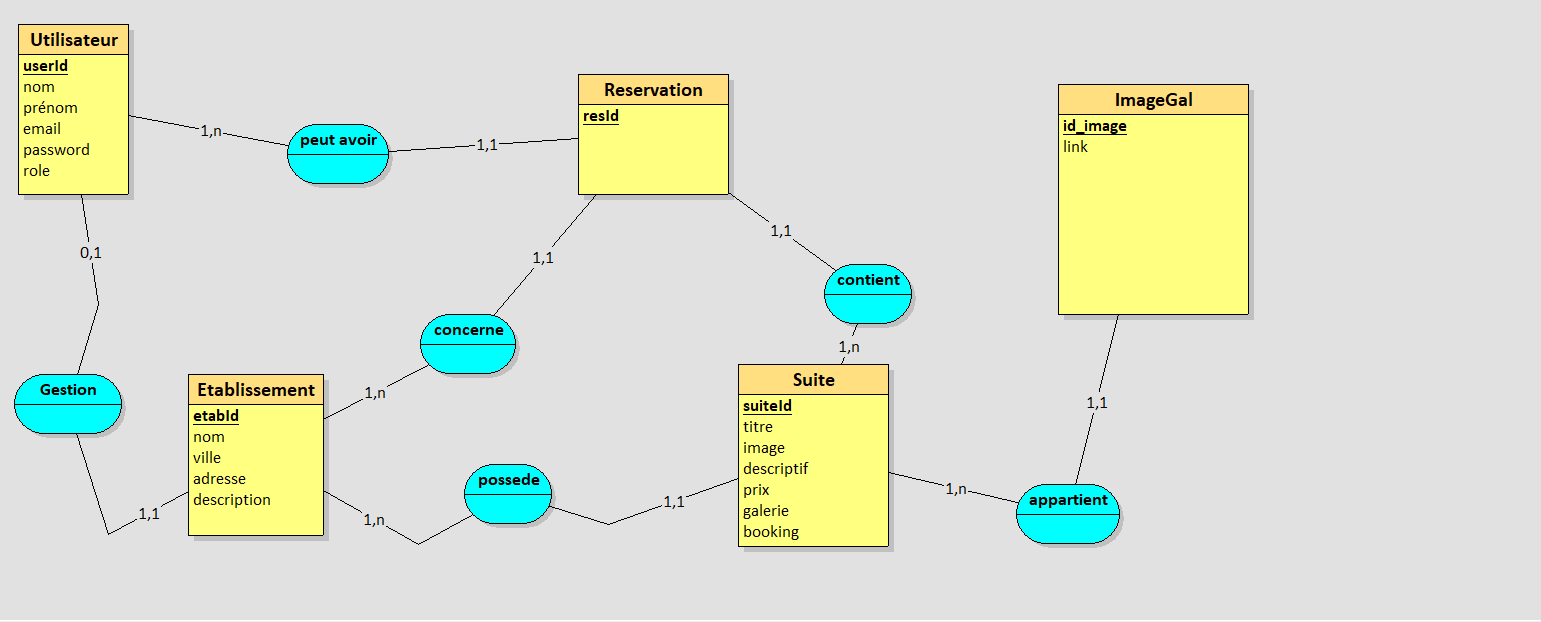 Utilisateur
userId
nom
prénom
email
password
role
1,n
peut avoir
1,1
Reservation
resId
ImageGal
id_image
link
0,1
1,1
concerne
1,n
1,1
contient
1,n
Gestion
1,1
Etablissement
etabId
nom
ville
adresse
description
1,n
possede
1,1
Suite
suiteId
titre
image
descriptif
prix
galerie
booking
1,n
appartient
1,1